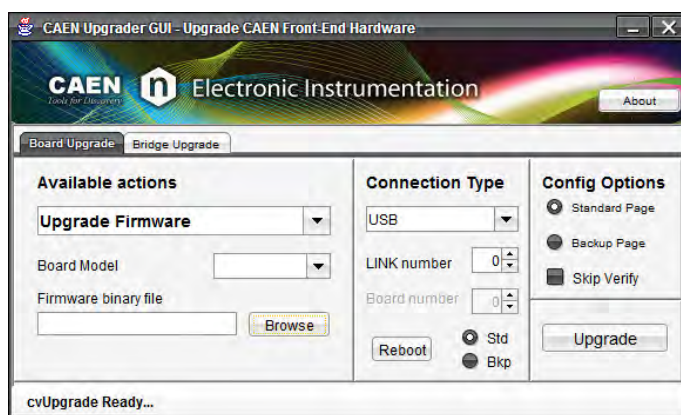 CAEN Upgrader GUI - Upgrade CAEN Front-End Hardware
CAEN n Electronic Instrumentation
Tools for Discovery
About
Board Upgrade Bridge Upgrade
Available actions
Upgrade Firmware
Board Model
Firmware binary file
Browse
Connection Type
USB
LINK number 0
Board number 0
Reboot
Std
Bkp
Config Options
Standard Page
Backup Page
Skip Verify
Upgrade
cvUpgrade Ready...